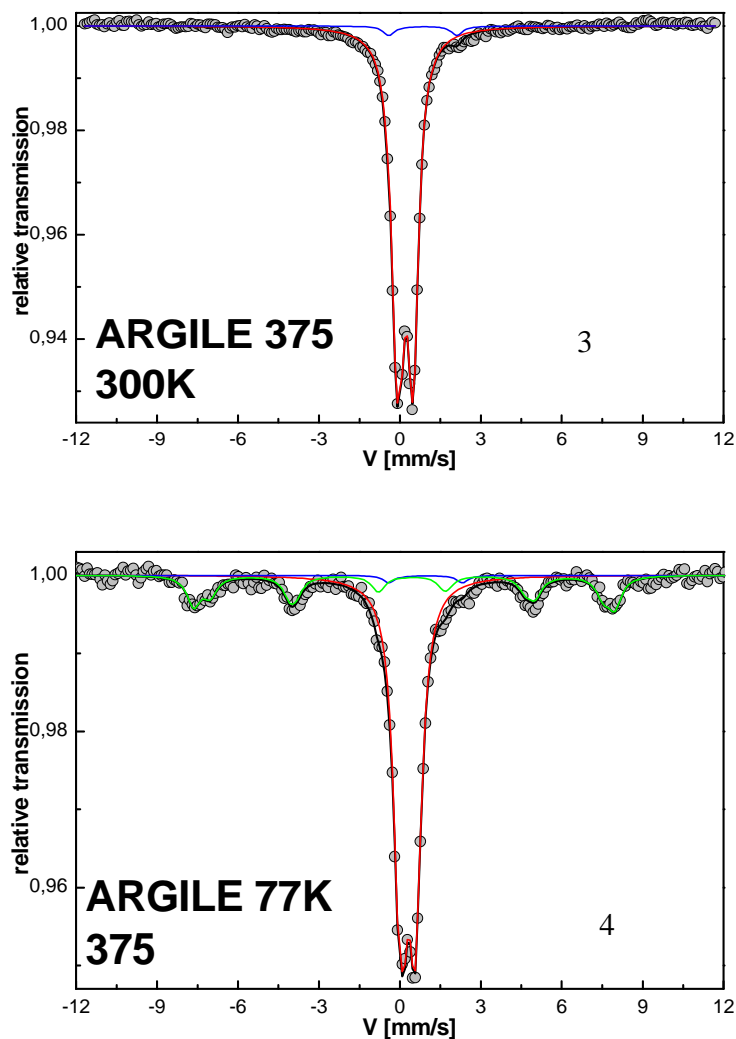 1,00
0,98
0,96
0,94
relative transmission
ARGILE 375
300K
3
-12 -9 -6 -3 0 3 6 9 12
V [mm/s]
1,00
0,98
0,96
relative transmission
ARGILE 77K
375
4
-12 -9 -6 -3 0 3 6 9 12
V [mm/s]